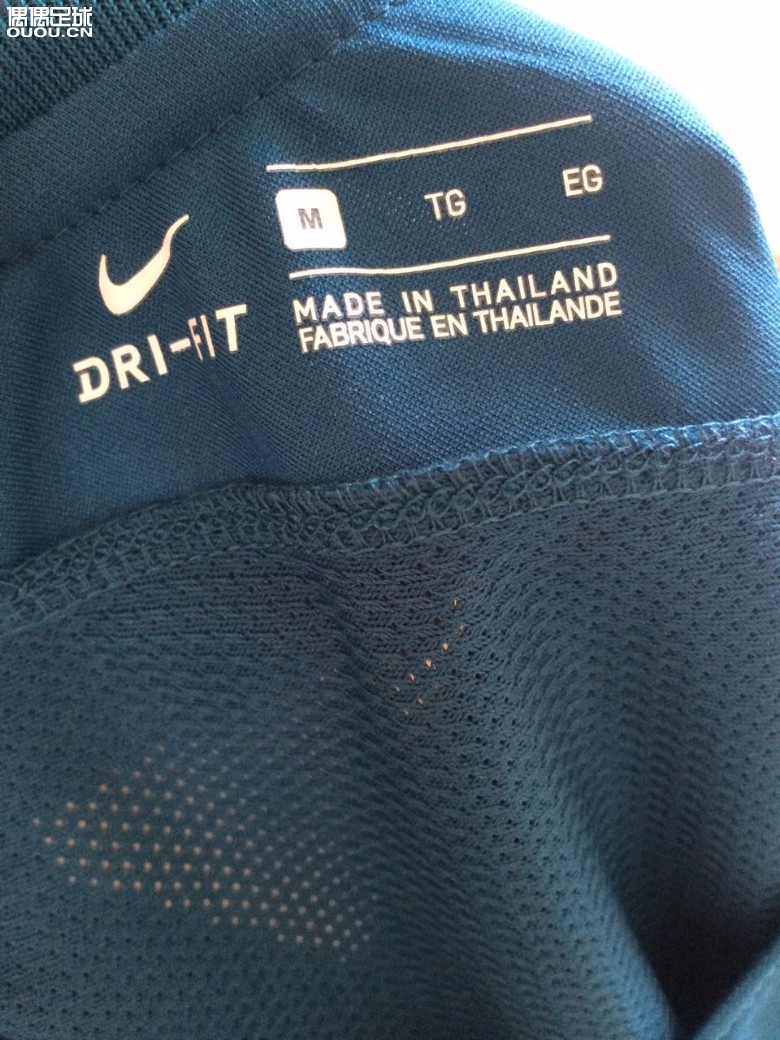 偶偶足球
OUOU.CN
M TG EG
DRI-FIT
MADE IN THAILAND
FABRIQUE EN THAILANDE